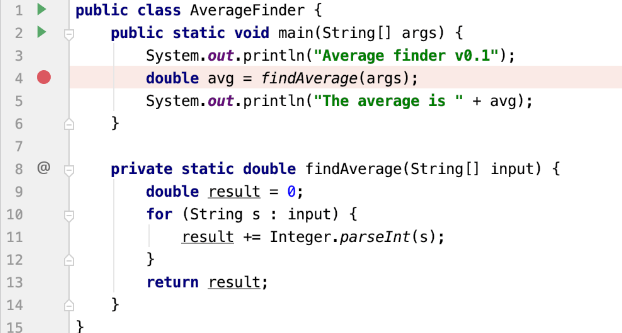 1 public class AverageFinder {
2 public static void main(String[] args) {
3 System.out.println("Average finder v0.1");
4 double avg = findAverage(args);
5 System.out.println("The average is " + avg);
6 }
7
8 @ private static double findAverage(String[] input) {
9 double result = 0;
10 for (String s : input) {
11 result += Integer.parseInt(s);
12 }
13 return result;
14 }
15 }